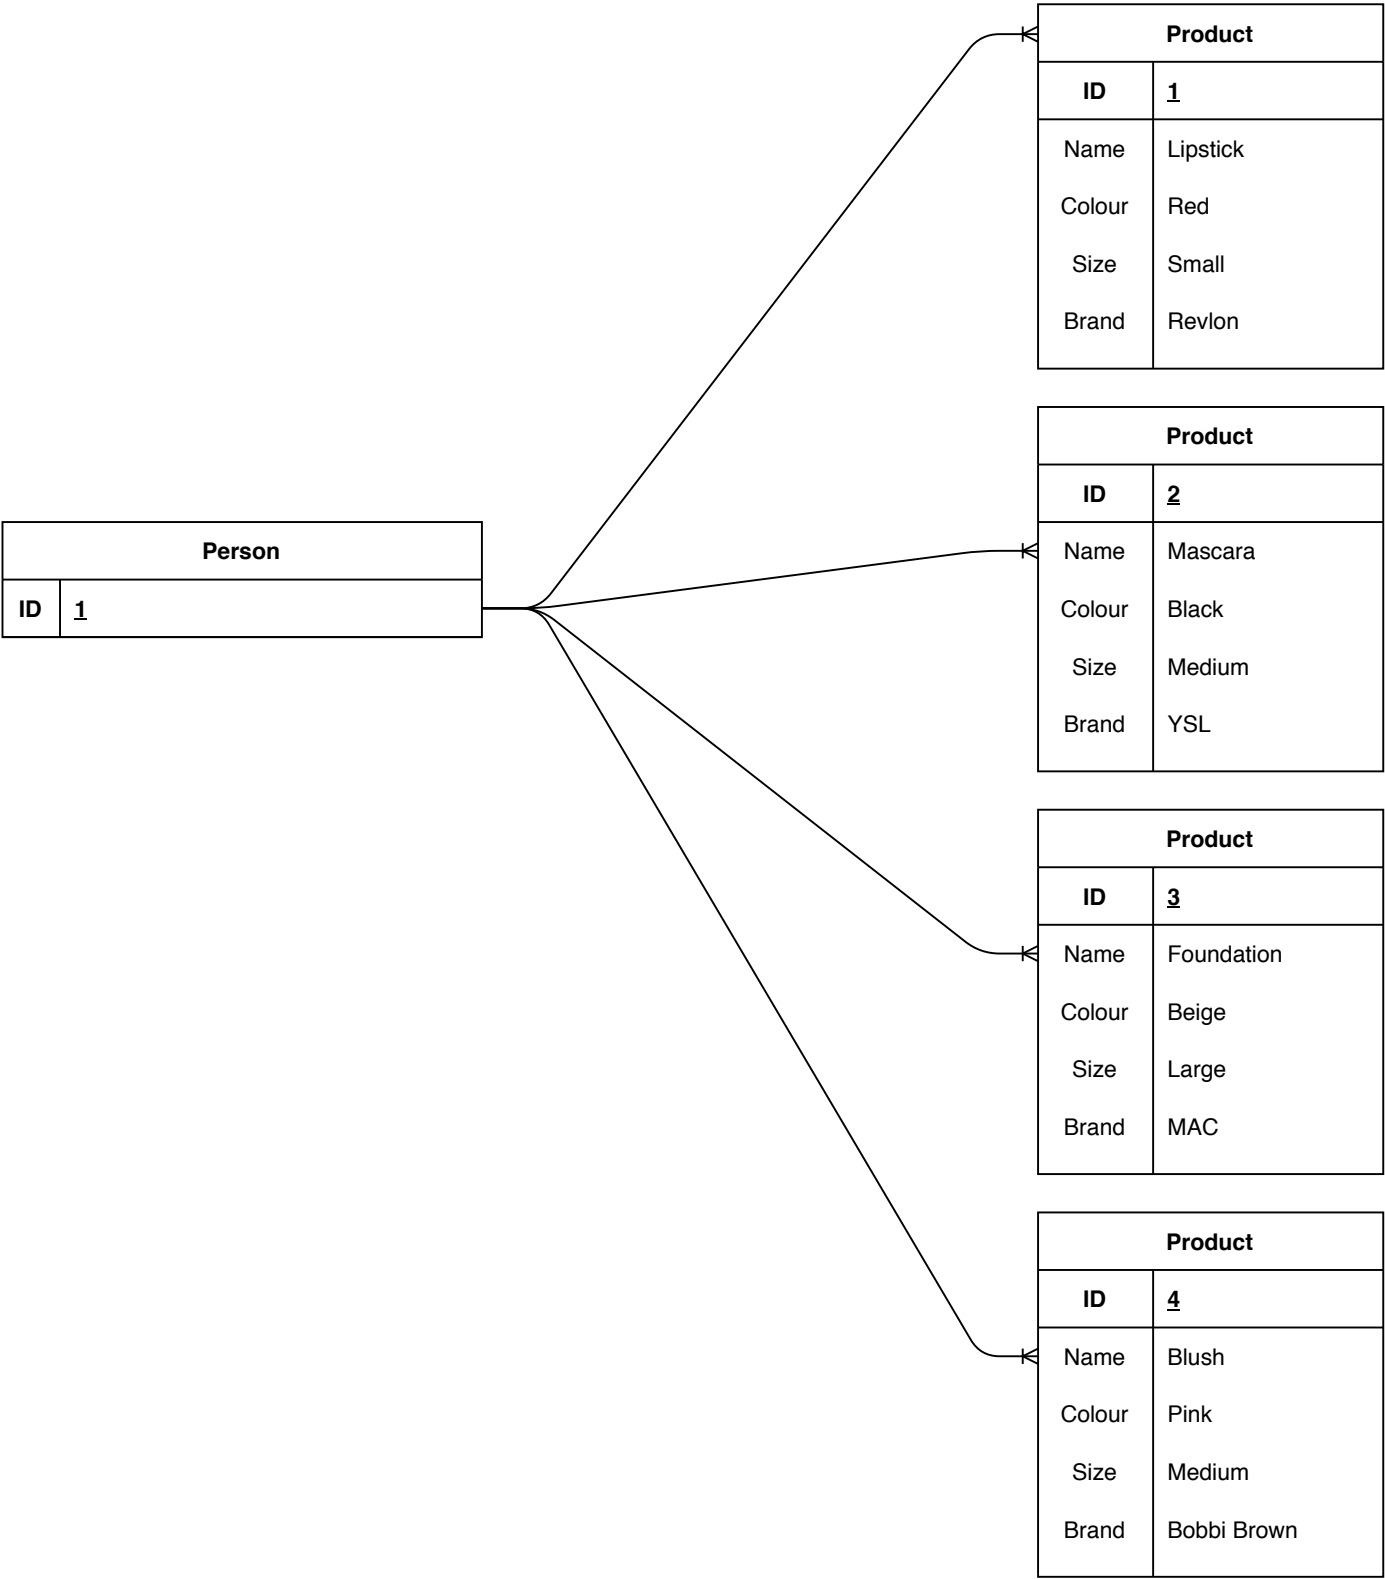 Product
ID 1
Name Lipstick
Colour Red
Size Small
Brand Revlon
Product
ID 2
Name Mascara
Colour Black
Size Medium
Brand YSL
Person
ID 1
Product
ID 3
Name Foundation
Colour Beige
Size Large
Brand MAC
Product
ID 4
Name Blush
Colour Pink
Size Medium
Brand Bobbi Brown